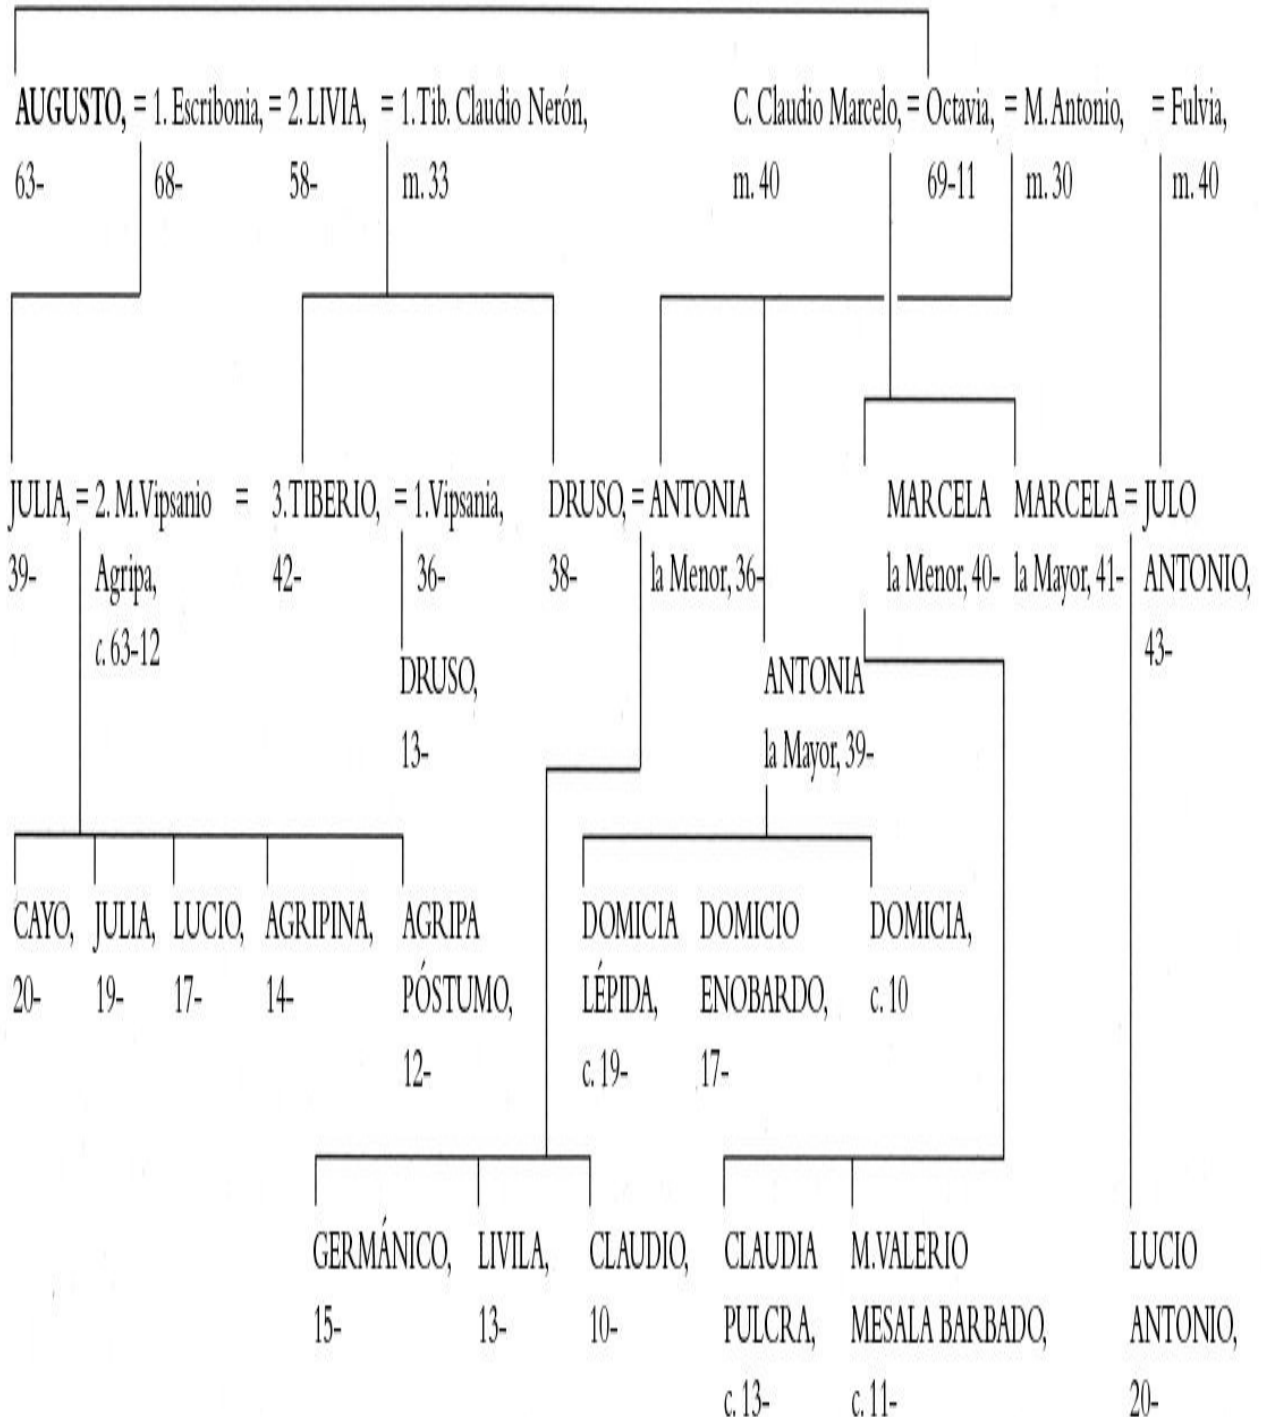 AUGUSTO, = 1. Escribonia, = 2. LIVIA, = 1. Tib. Claudio Nerón, C. Claudio Marcelo, = Octavia, = M. Antonio, = Fulvia,
63- 68- 58- m. 33 m. 40 69-11 m. 30 m. 40
JULIA, = 2. M. Vipsanio = 3. TIBERIO, = 1. Vipsania, DRUSO, = ANTONIA MARCELA MARCELA = JULO
39- Agripa, 42- 36- 38- la Menor, 36- la Menor, 40- la Mayor, 41- ANTONIO,
c. 63-12 43-
DRUSO, ANTONIA
13- la Mayor, 39-
CAYO, JULIA, LUCIO, AGRIPINA, AGRIPA DOMICIA DOMICIO DOMICIA,
20- 19- 17- 14- PÓSTUMO, LÉPIDA, ENOBARDO, c. 10
12- c. 19- 17-
GERMÁNICO, LIVILA, CLAUDIO, CLAUDIA M. VALERIO LUCIO
15- 13- 10- PULCRA, MESALA BARBADO, ANTONIO,
c. 13- c. 11- 20-